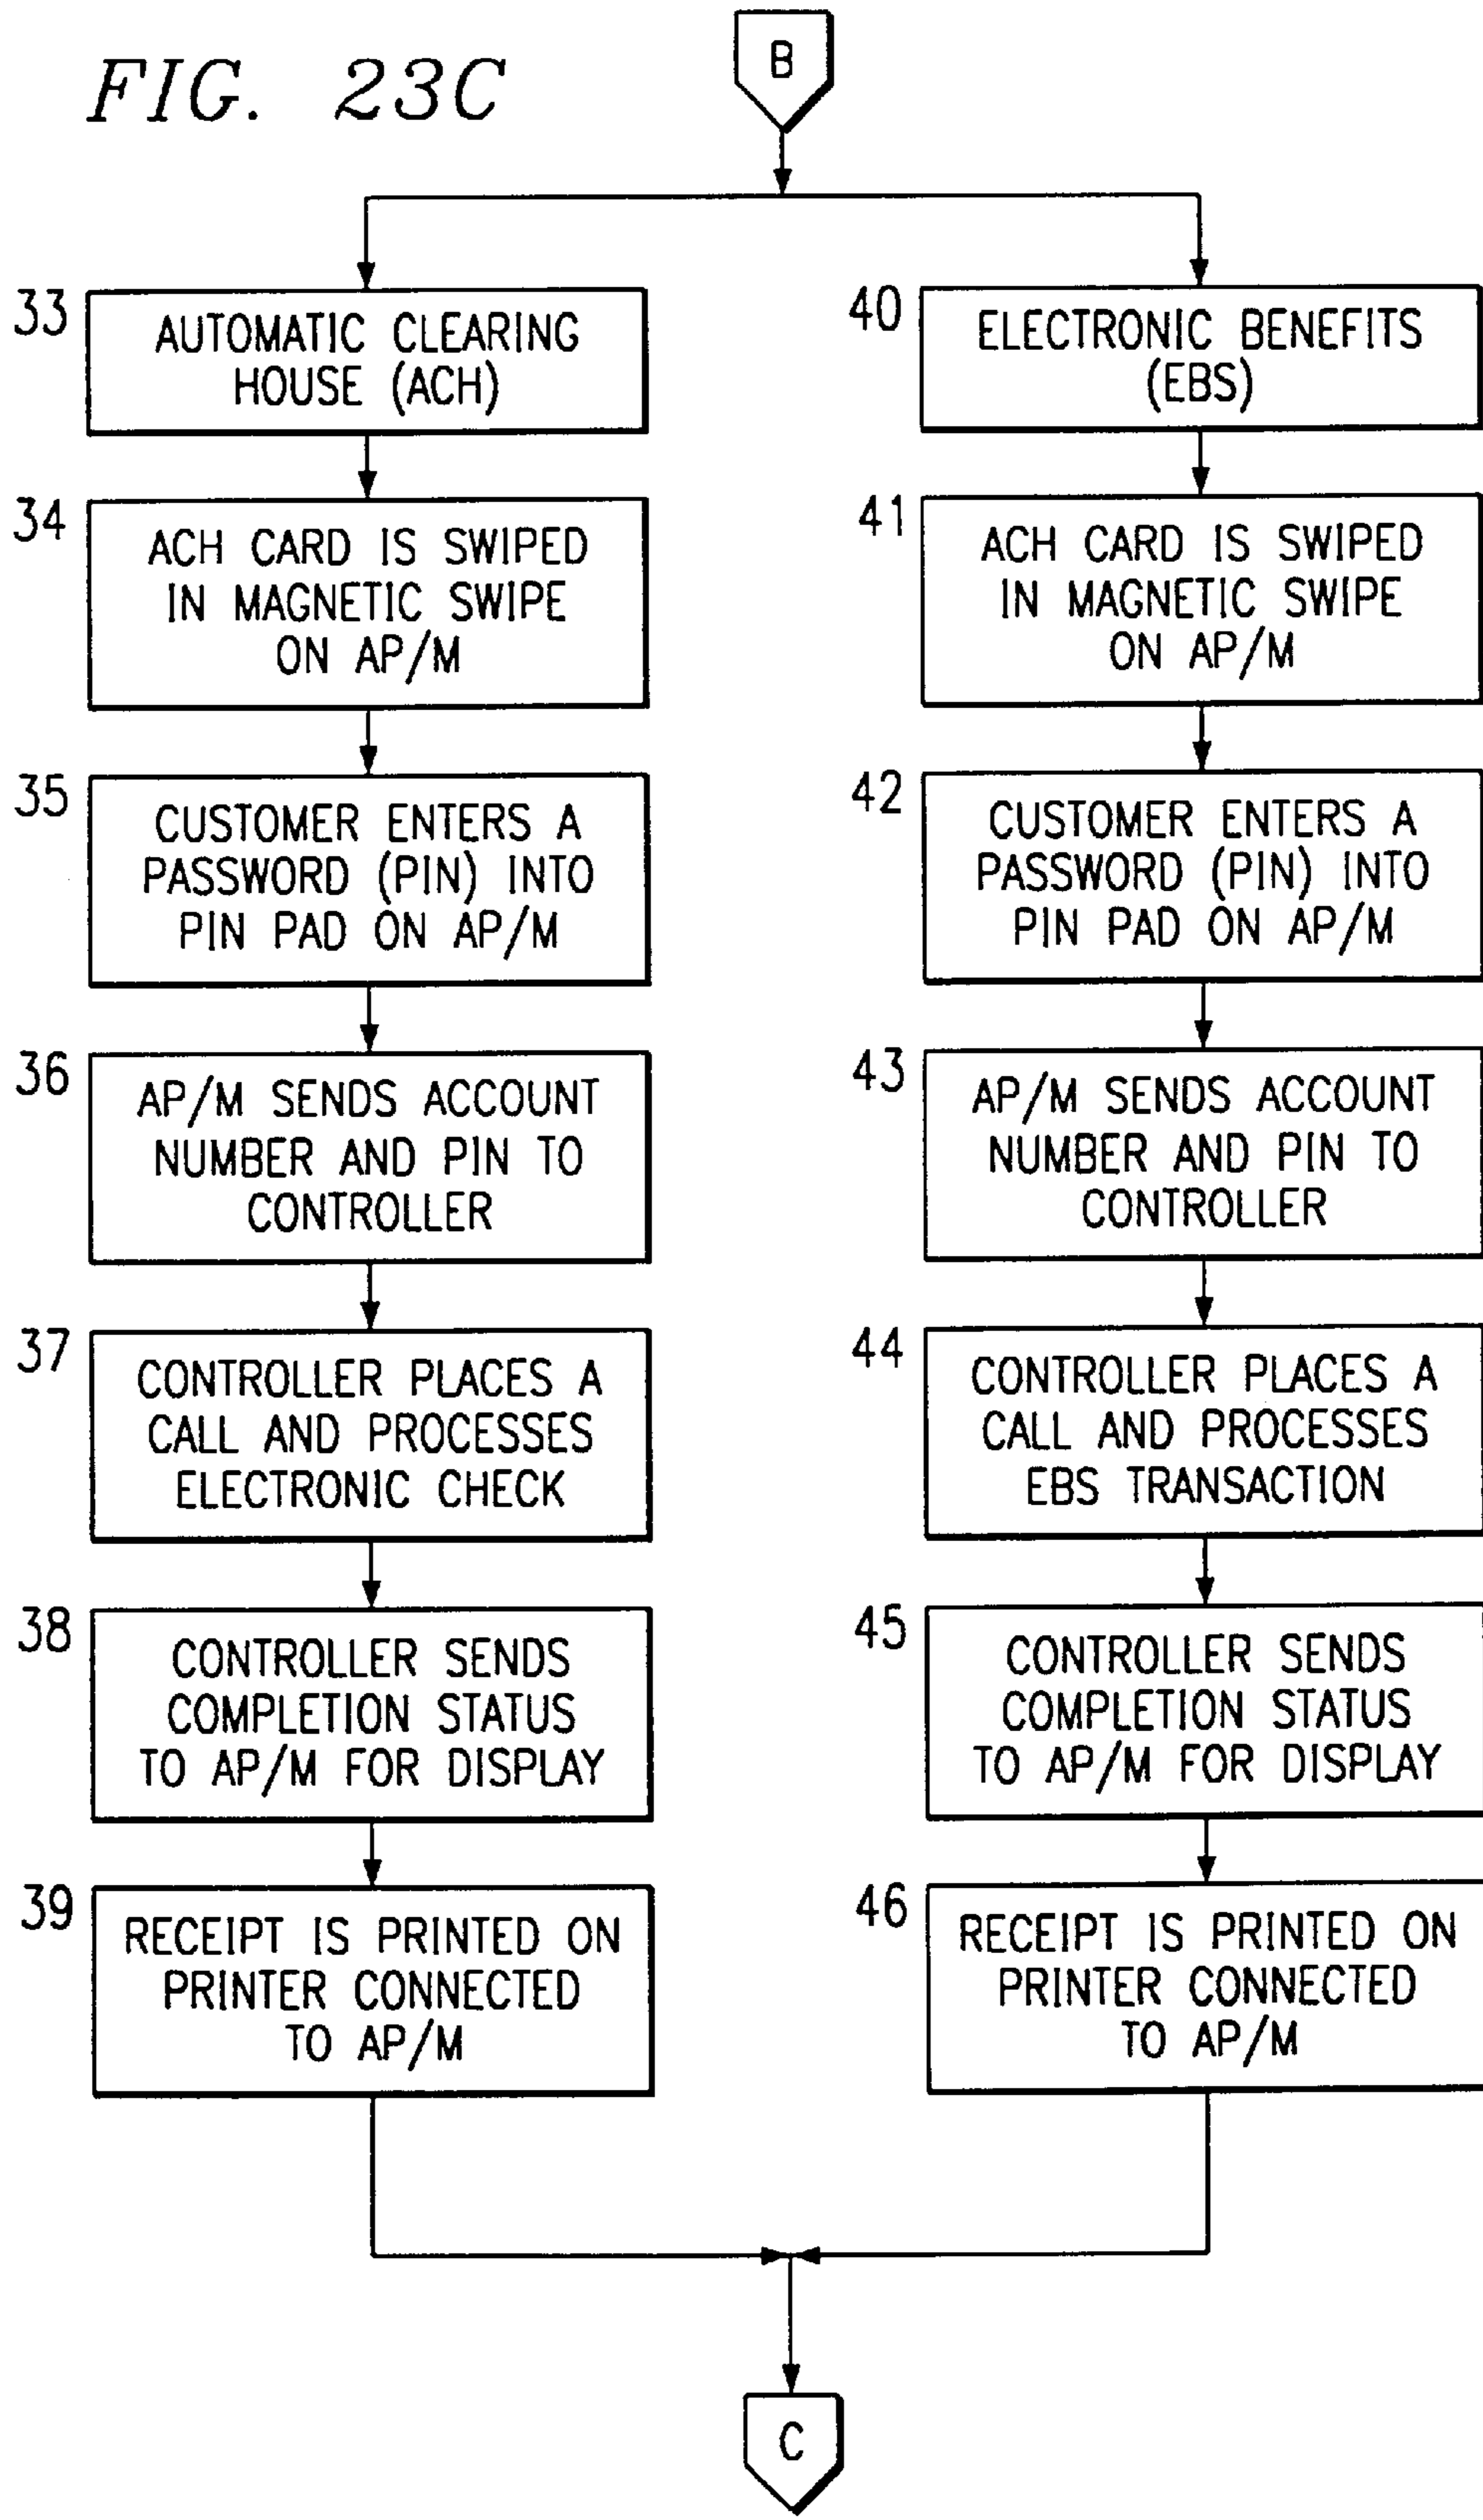 FIG. 23C
B
33
AUTOMATIC CLEARING
HOUSE (ACH)
34
ACH CARD IS SWIPED
IN MAGNETIC SWIPE
ON AP/M
35
CUSTOMER ENTERS A
PASSWORD (PIN) INTO
PIN PAD ON AP/M
36
AP/M SENDS ACCOUNT
NUMBER AND PIN TO
CONTROLLER
37
CONTROLLER PLACES A
CALL AND PROCESSES
ELECTRONIC CHECK
38
CONTROLLER SENDS
COMPLETION STATUS
TO AP/M FOR DISPLAY
39
RECEIPT IS PRINTED ON
PRINTER CONNECTED
TO AP/M
40
ELECTRONIC BENEFITS
(EBS)
41
ACH CARD IS SWIPED
IN MAGNETIC SWIPE
ON AP/M
42
CUSTOMER ENTERS A
PASSWORD (PIN) INTO
PIN PAD ON AP/M
43
AP/M SENDS ACCOUNT
NUMBER AND PIN TO
CONTROLLER
44
CONTROLLER PLACES A
CALL AND PROCESSES
EBS TRANSACTION
45
CONTROLLER SENDS
COMPLETION STATUS
TO AP/M FOR DISPLAY
46
RECEIPT IS PRINTED ON
PRINTER CONNECTED
TO AP/M
C